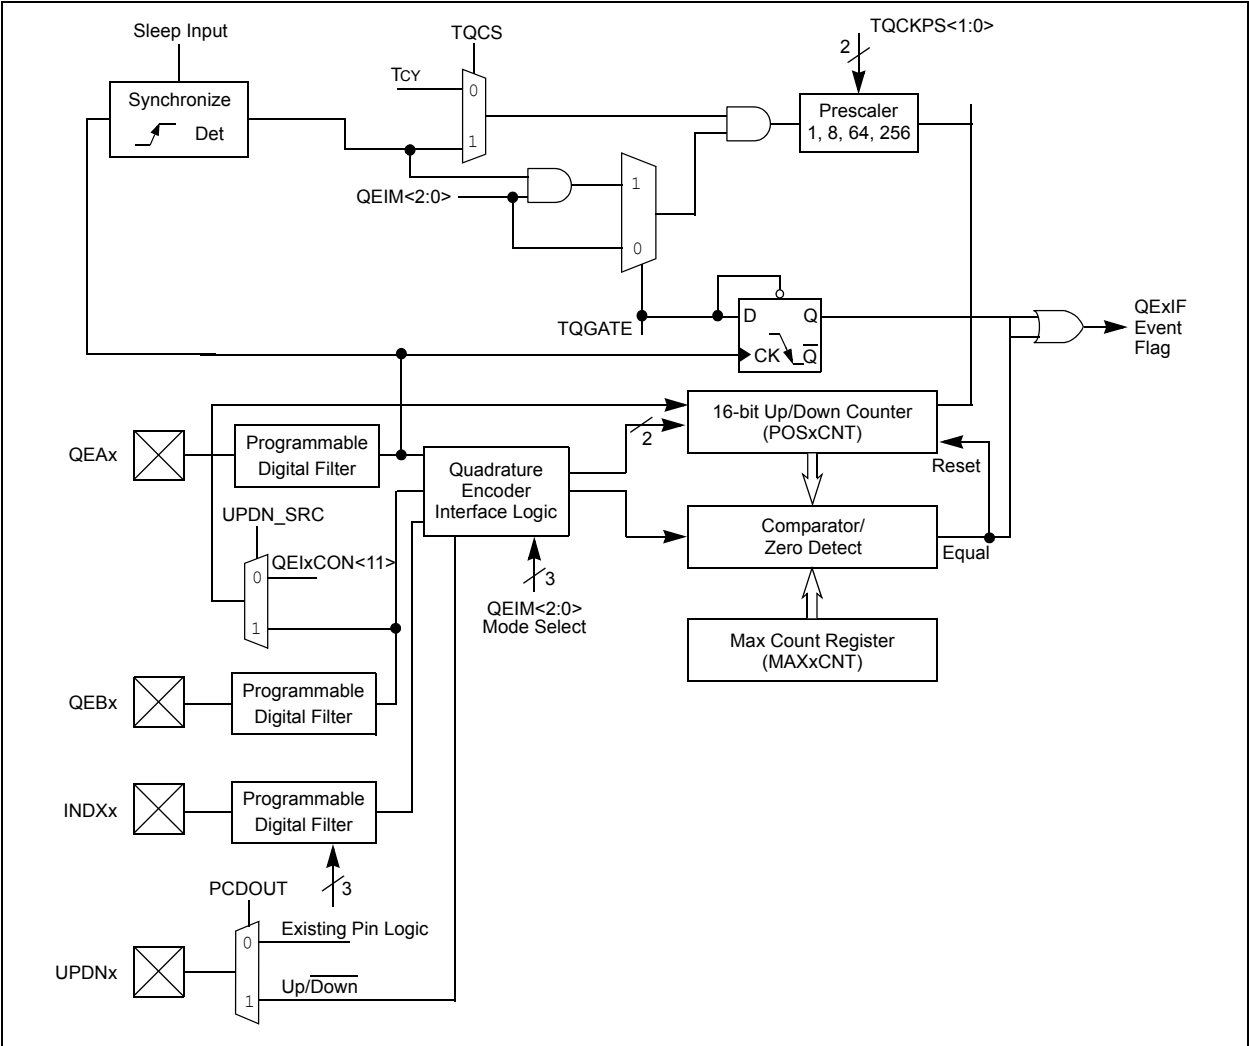 Sleep Input
TQCS
TQCKPS<1:0>
2
TCY
0
Synchronize
Det
1
Prescaler
1, 8, 64, 256
QEIM<2:0>
1
0
TQGATE
D
Q
CK
Q
QExIF
Event
Flag
16-bit Up/Down Counter
(POSxCNT)
2
QEAx
Programmable
Digital Filter
Quadrature
Encoder
Interface Logic
Reset
UPDN_SRC
Comparator/
Zero Detect
Equal
QEIxCON<11>
0
1
3
QEIM<2:0>
Mode Select
Max Count Register
(MAXxCNT)
QEBx
Programmable
Digital Filter
INDXx
Programmable
Digital Filter
3
PCDOUT
Existing Pin Logic
0
UPDNx
Up/Down
1